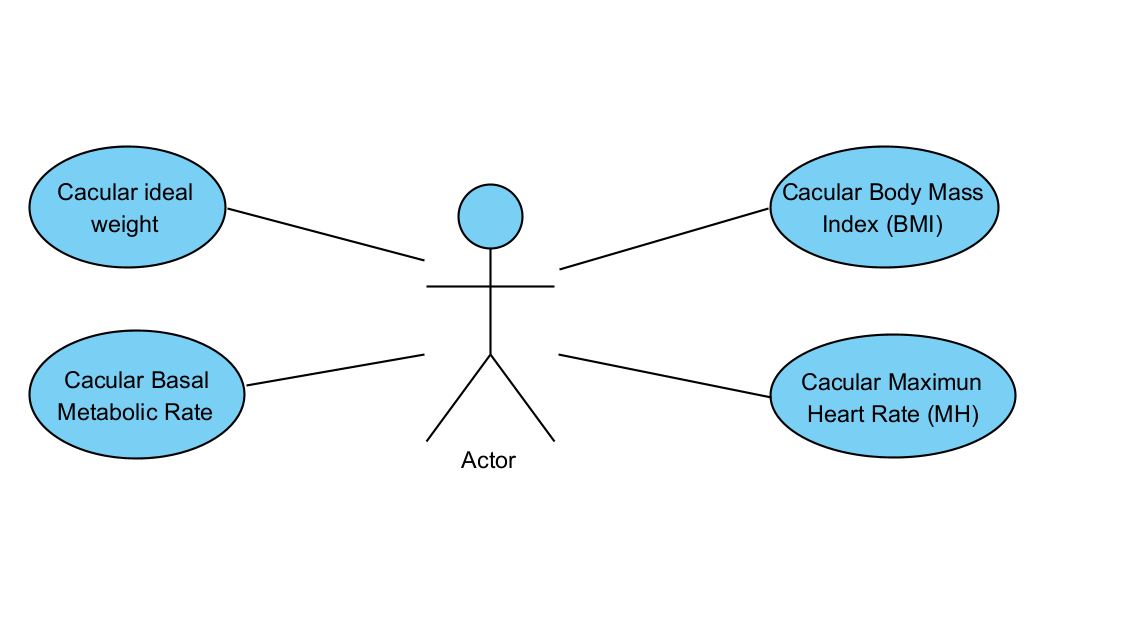 Cacular ideal
weight
Cacular Body Mass
Index (BMI)
Cacular Basal
Metabolic Rate
Cacular Maximun
Heart Rate (MH)
Actor